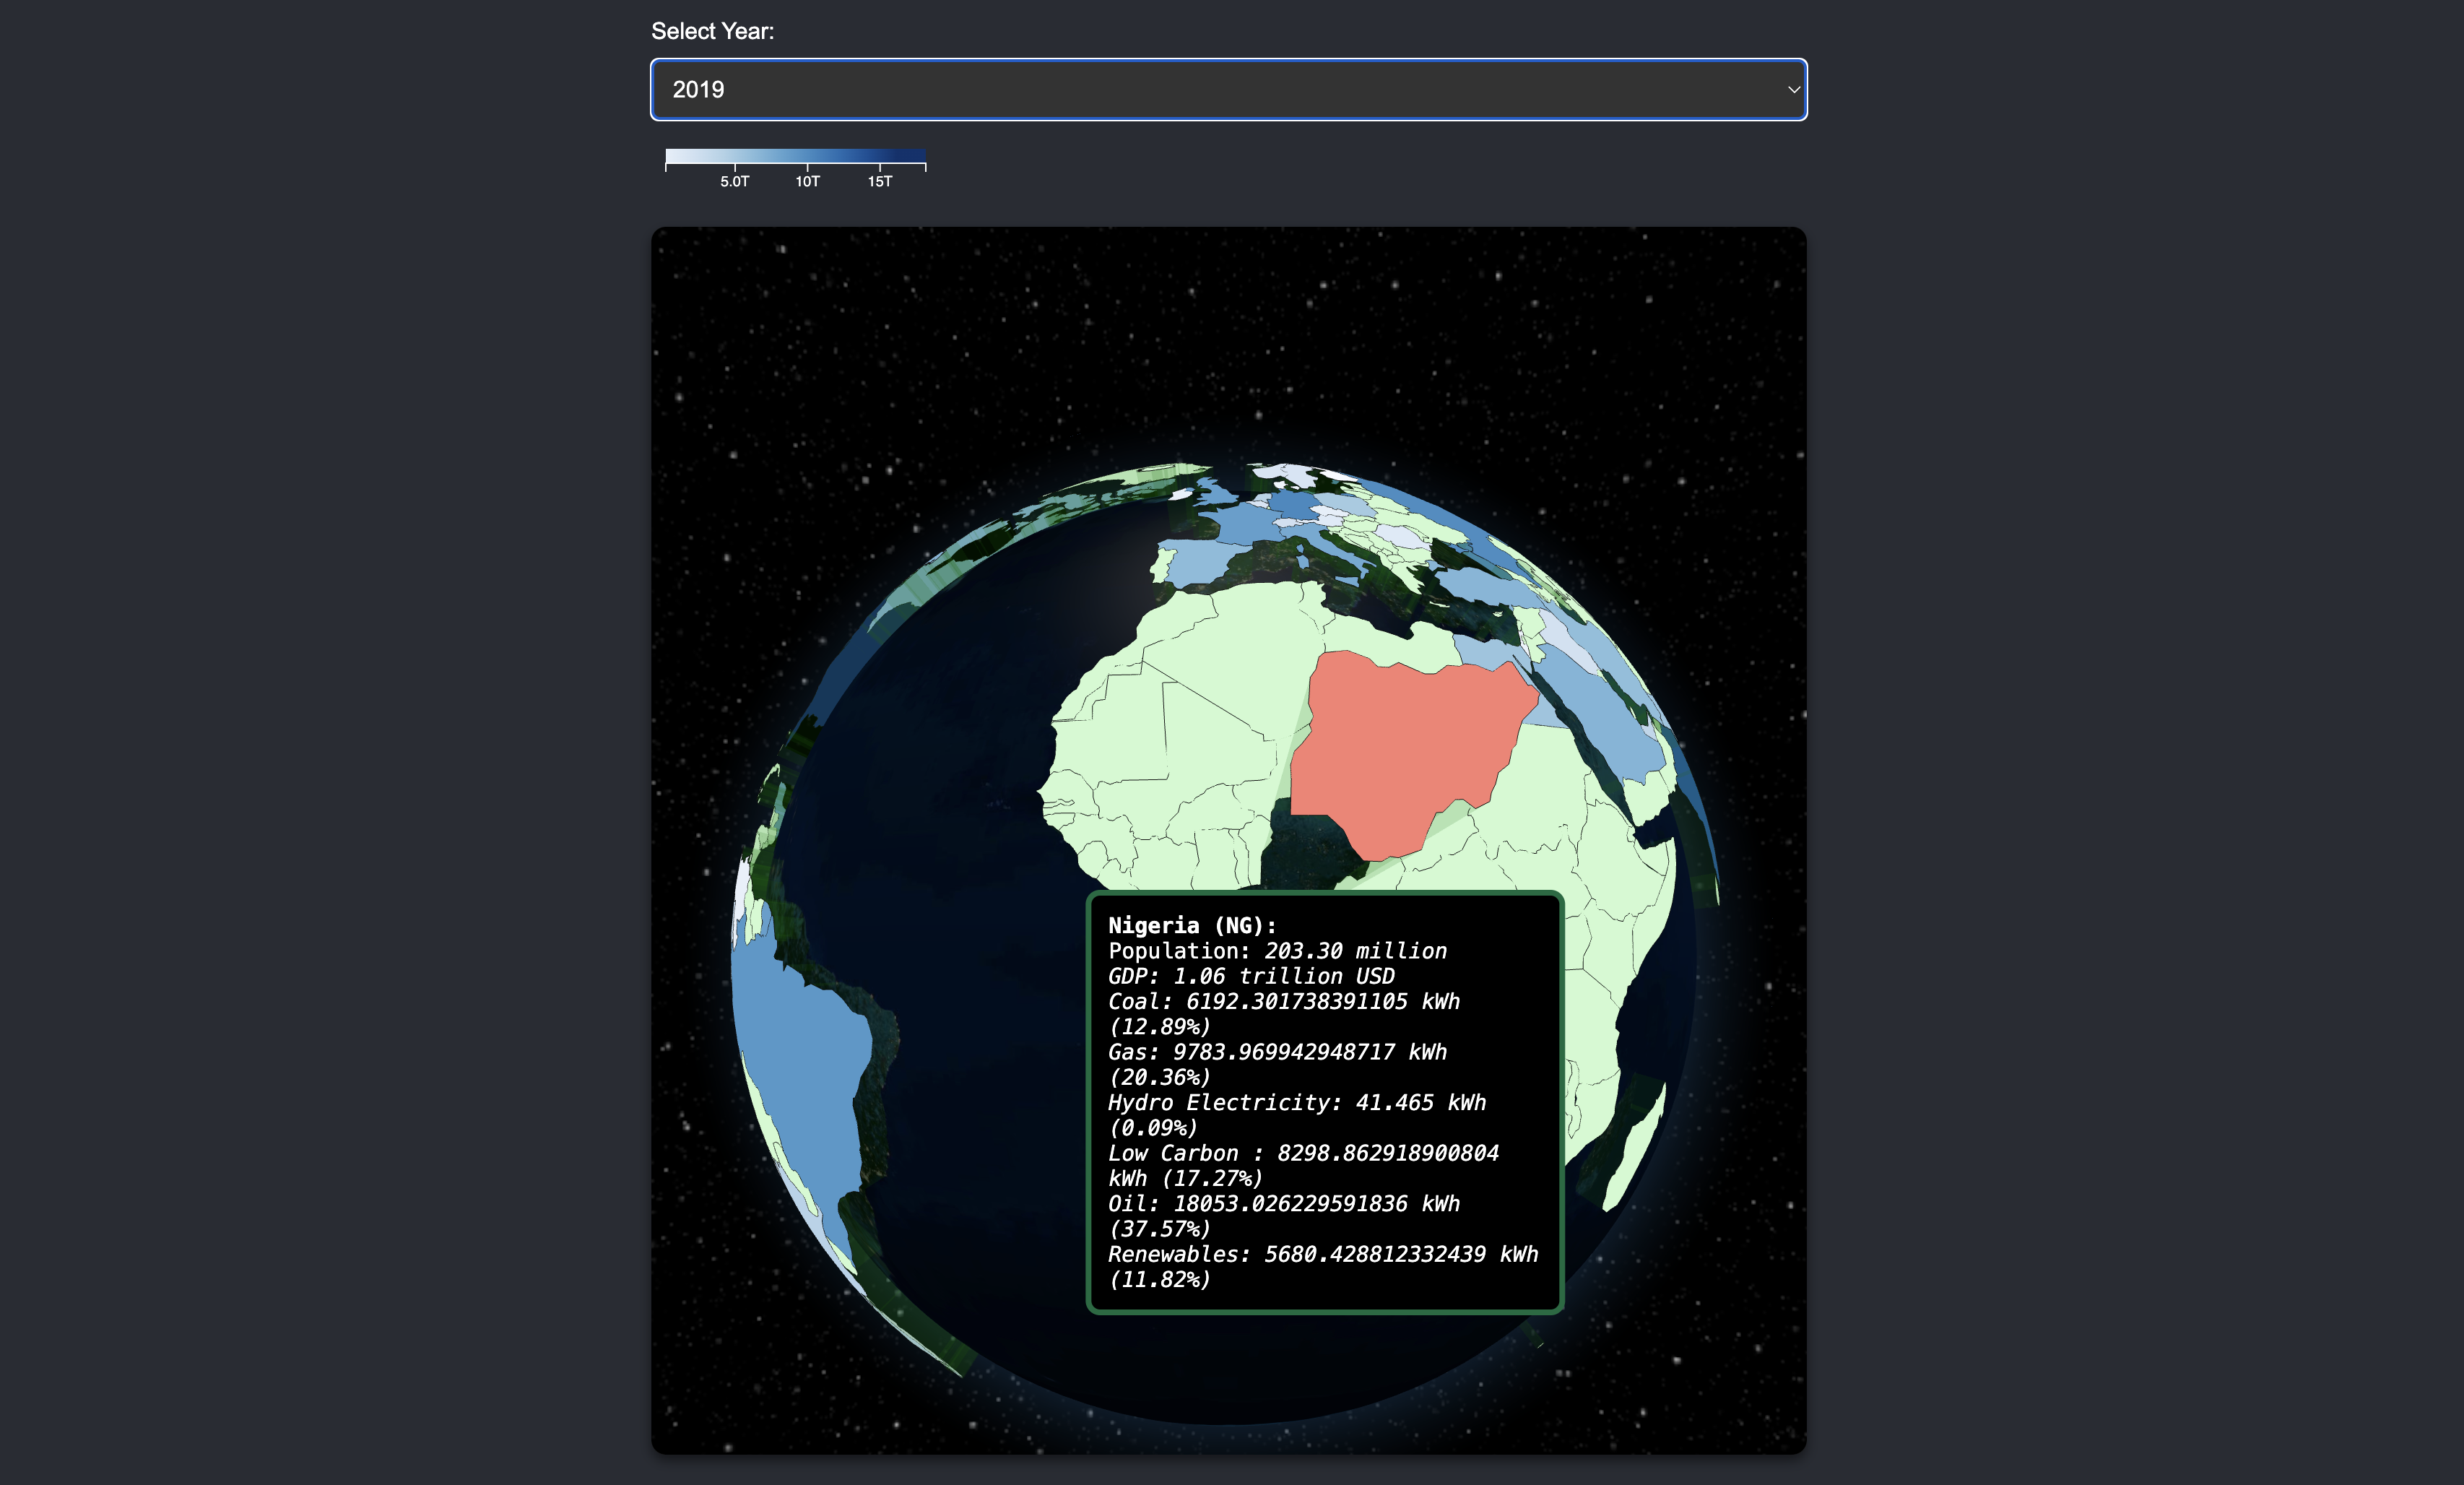 Select Year:
2019
5.0T 10T 15T
Nigeria (NG):
Population: 203.30 million
GDP: 1.06 trillion USD
Coal: 6192.301738391105 kWh
(12.89%)
Gas: 9783.969942948717 kWh
(20.36%)
Hydro Electricity: 41.465 kWh
(0.09%)
Low Carbon : 8298.862918900804
kWh (17.27%)
Oil: 18053.026229591836 kWh
(37.57%)
Renewables: 5680.428812332439 kWh
(11.82%)